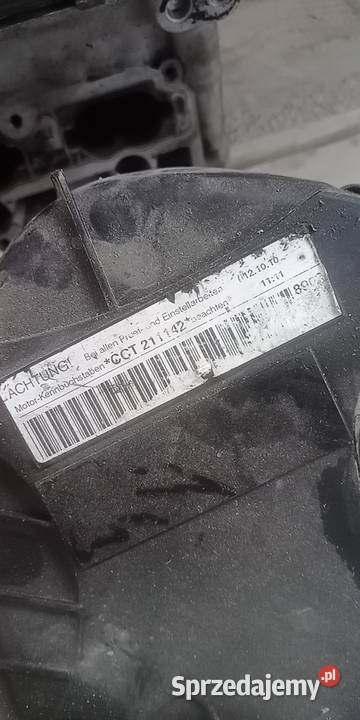 ACHTUNG! Bei allen Prüf- und Einstellarbeiten 12.10.10
Motor-Kennbuchstaben *CCT 211142* beachten 11:11
Sprzedajemy.pl